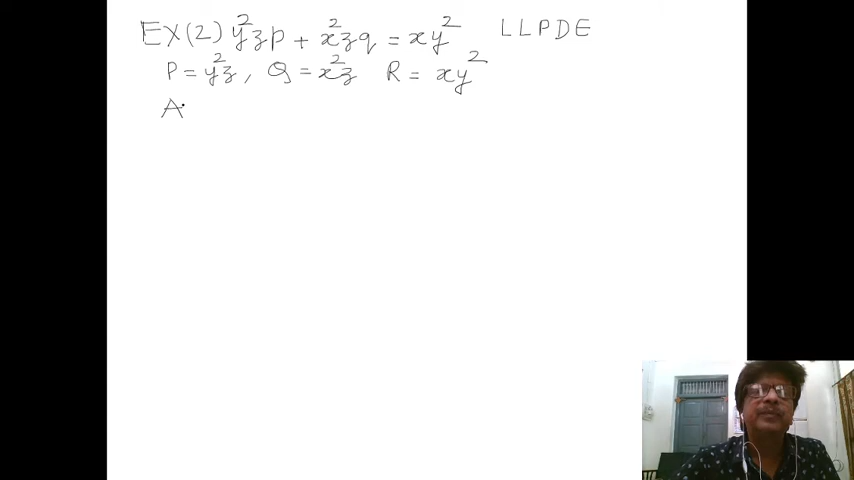 EX(2) y²zp + x²zq = xy² LLPDE
P = y²z, Q = x²z R = xy²
A